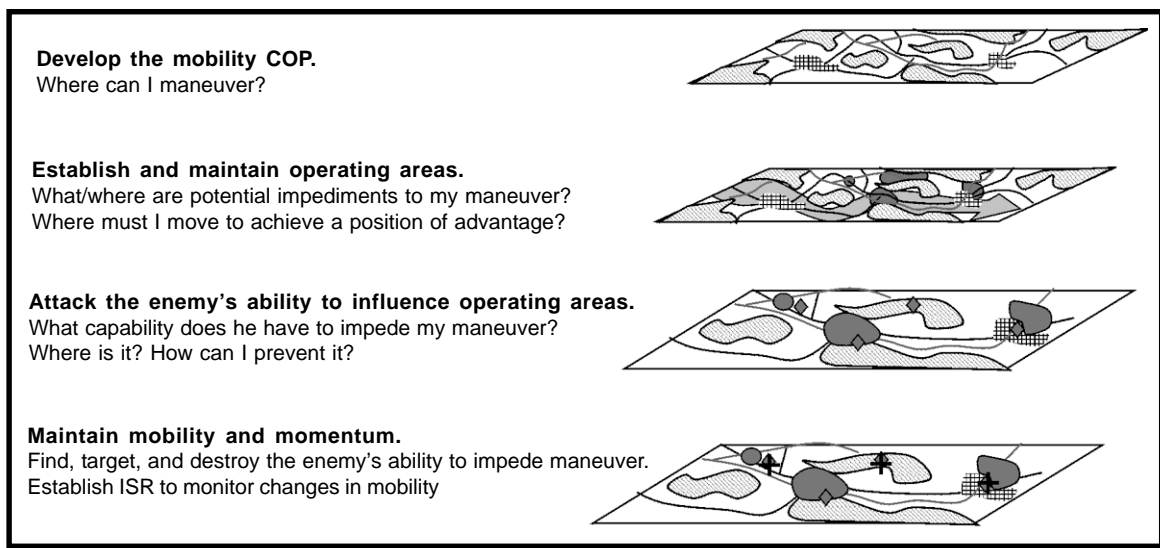 Develop the mobility COP.
Where can I maneuver?
Establish and maintain operating areas.
What/where are potential impediments to my maneuver?
Where must I move to achieve a position of advantage?
Attack the enemy’s ability to influence operating areas.
What capability does he have to impede my maneuver?
Where is it? How can I prevent it?
Maintain mobility and momentum.
Find, target, and destroy the enemy’s ability to impede maneuver.
Establish ISR to monitor changes in mobility